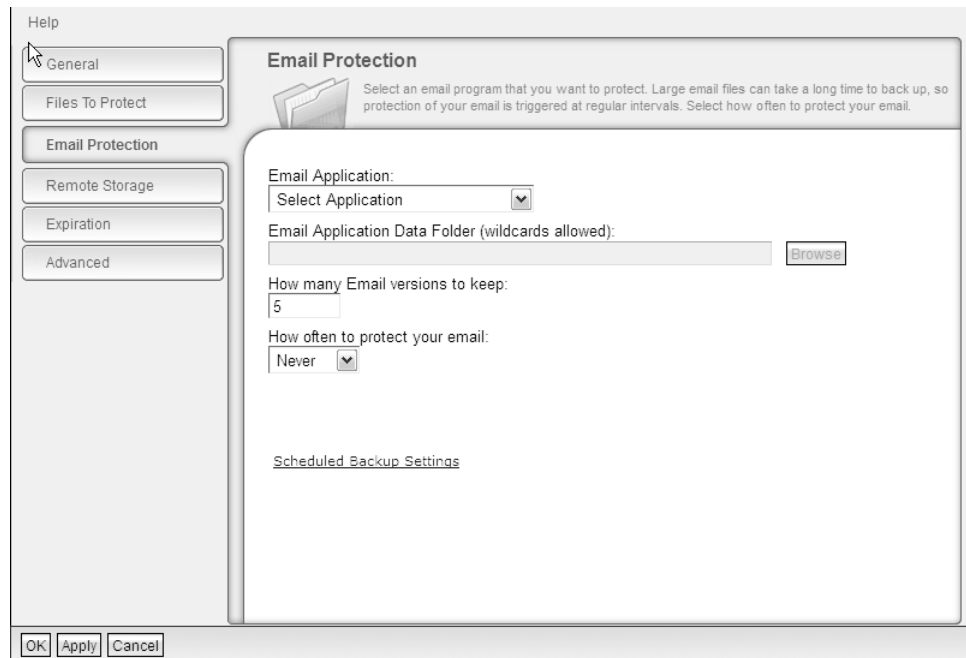 Help
General
Files To Protect
Email Protection
Remote Storage
Expiration
Advanced
Email Protection
Select an email program that you want to protect. Large email files can take a long time to back up, so
protection of your email is triggered at regular intervals. Select how often to protect your email.
Email Application:
Select Application
Email Application Data Folder (wildcards allowed):
Browse
How many Email versions to keep:
5
How often to protect your email:
Never
Scheduled Backup Settings
OK Apply Cancel